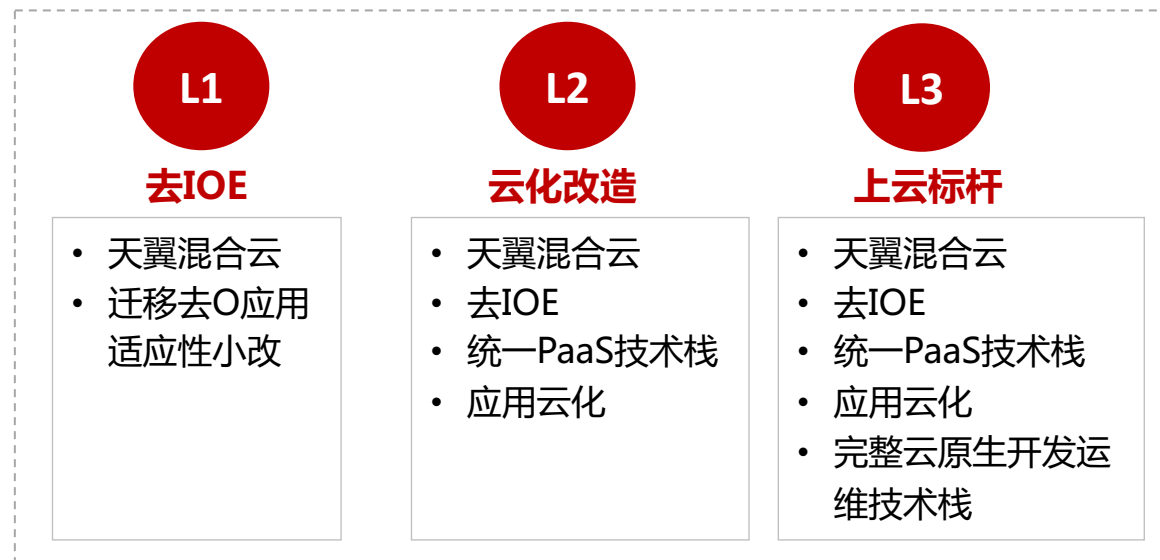 L1
去IOE
• 天翼混合云
• 迁移去O应用
适应性小改
L2
云化改造
• 天翼混合云
• 去IOE
• 统一PaaS技术栈
• 应用云化
L3
上云标杆
• 天翼混合云
• 去IOE
• 统一PaaS技术栈
• 应用云化
• 完整云原生开发运
维技术栈